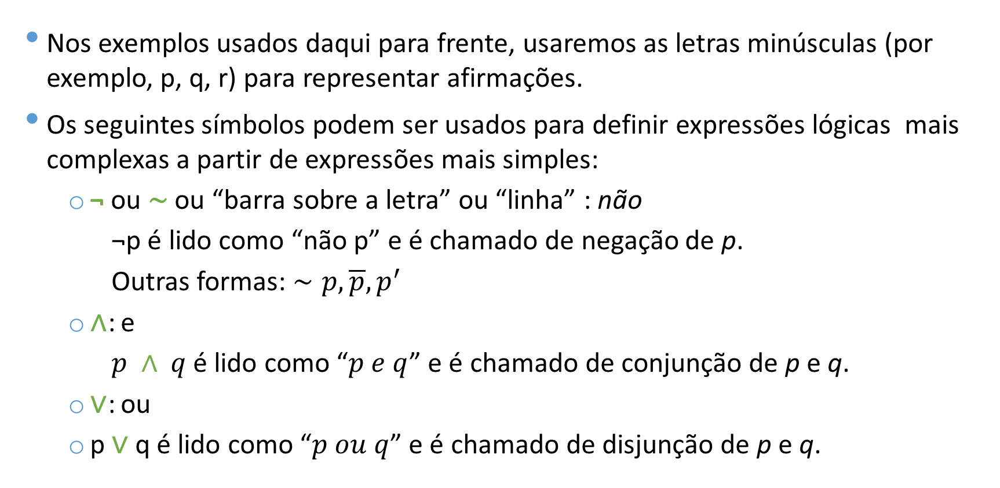 • Nos exemplos usados daqui para frente, usaremos as letras minúsculas (por
exemplo, p, q, r) para representar afirmações.
• Os seguintes símbolos podem ser usados para definir expressões lógicas  mais
complexas a partir de expressões mais simples:
o ¬ ou ~ ou “barra sobre a letra” ou “linha” : não
¬p é lido como “não p” e é chamado de negação de p.
Outras formas: ~ p, p̅, p′
o ∧: e
p ∧ q é lido como “p e q” e é chamado de conjunção de p e q.
o ∨: ou
o p ∨ q é lido como “p ou q” e é chamado de disjunção de p e q.